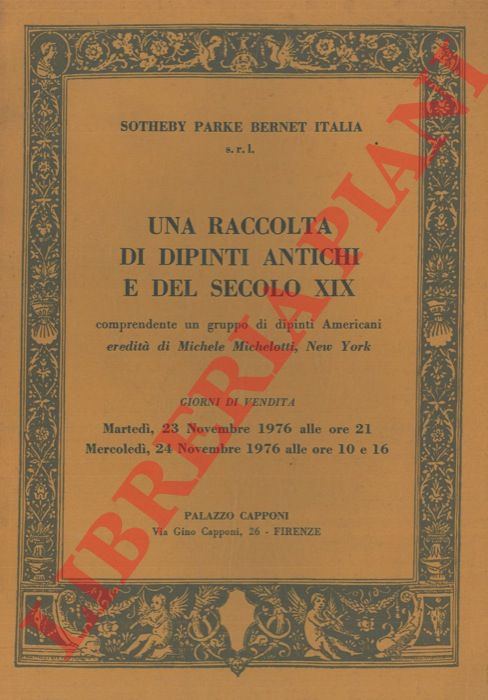 SOTHEBY PARKE BERNET ITALIA
s. r. l.
UNA RACCOLTA
DI DIPINTI ANTICHI
E DEL SECOLO XIX
comprendente un gruppo di dipinti Americani
eredità di Michele Michelotti, New York
GIORNI DI VENDITA
Martedì, 23 Novembre 1976 alle ore 21
Mercoledì, 24 Novembre 1976 alle ore 10 e 16
PALAZZO CAPPONI
Via Gino Capponi, 26 - FIRENZE
LIBRERIA PIANI